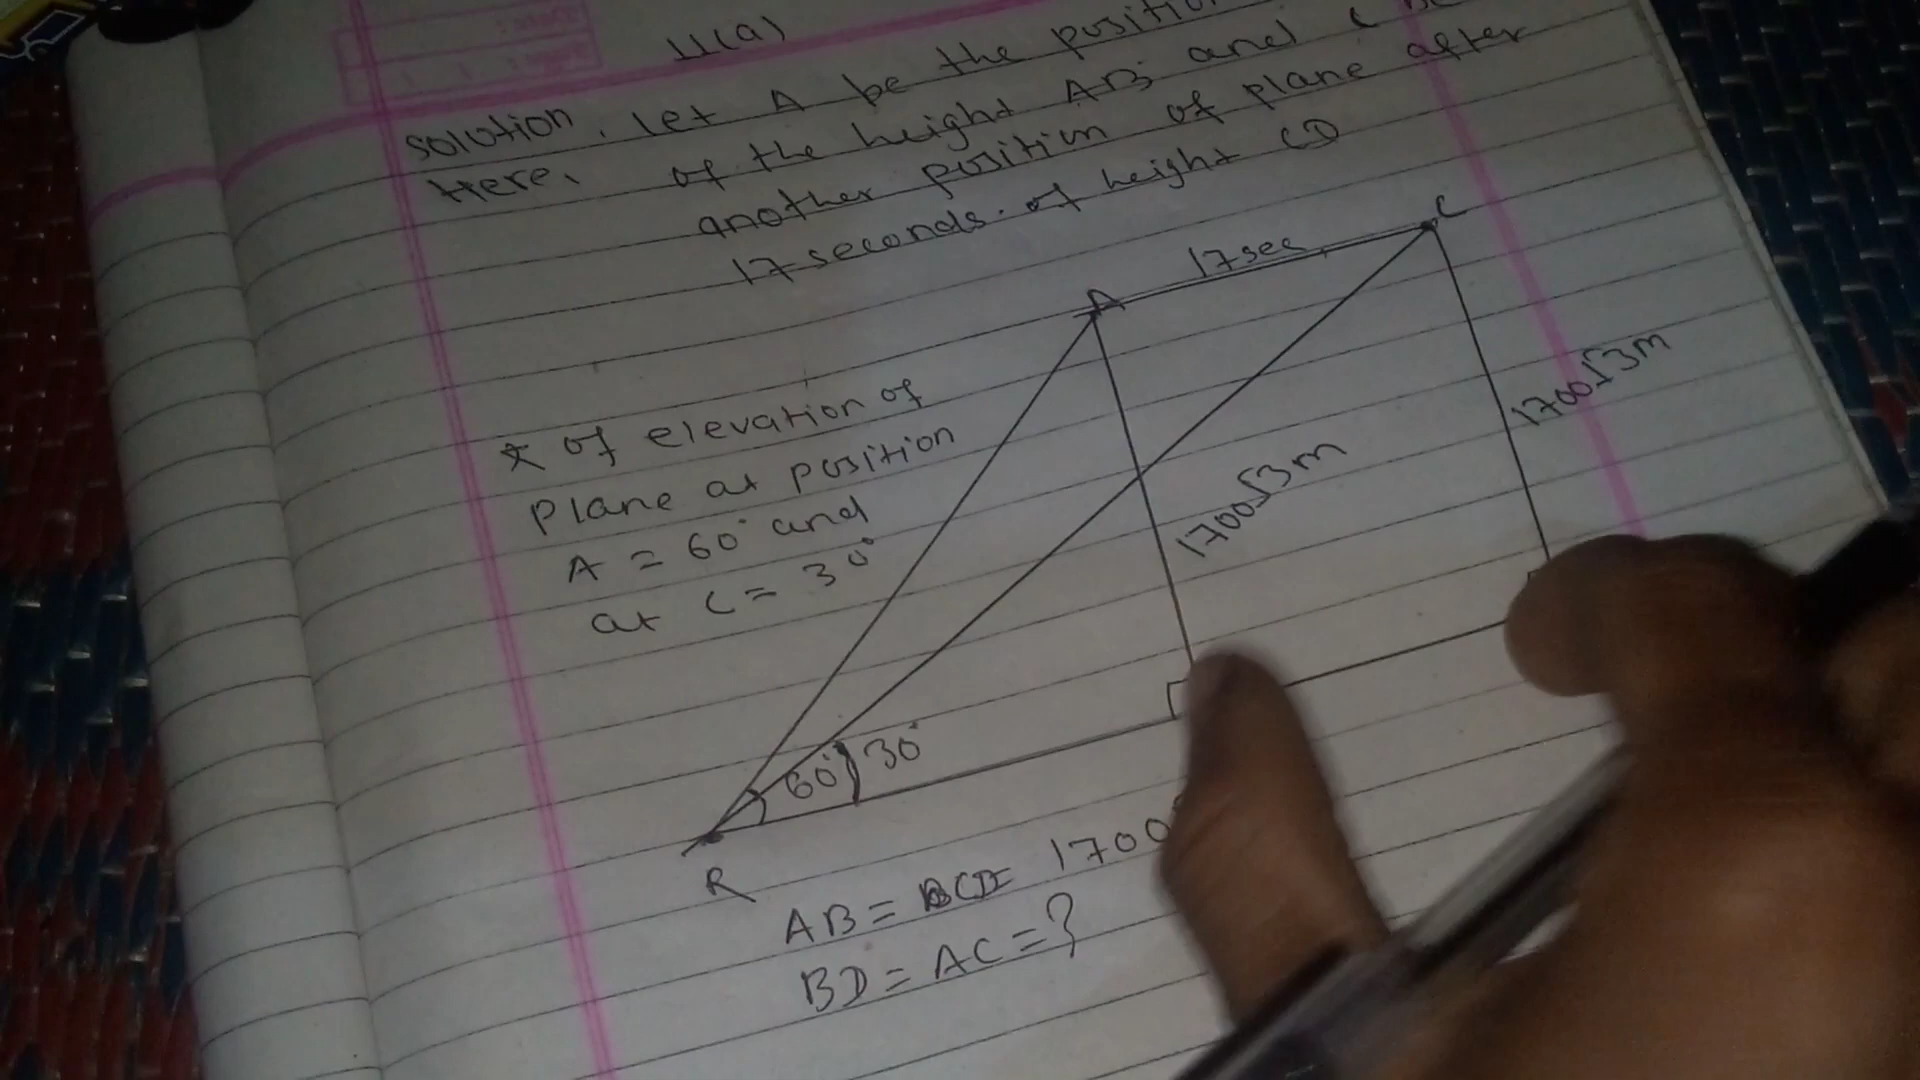 11(a)
solution.
Here, let A be the position
of the height AB and C be
another position of plane after
17 seconds. of height CD
A
17sec
C
∡ of elevation of
plane at position
A = 60° and
at C = 30°
1700√3m
1700√3m
60° 30°
R
AB = CD = 1700
BD = AC = ?